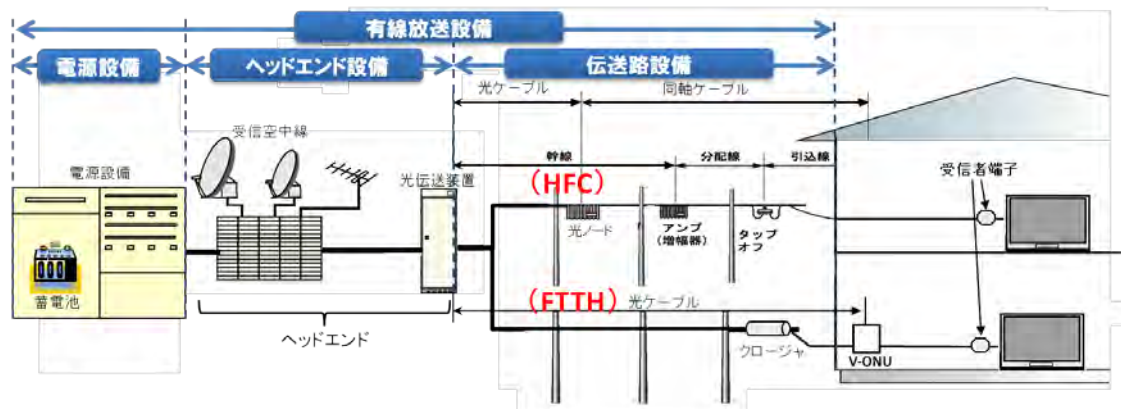 有線放送設備
電源設備
ヘッドエンド設備
伝送路設備
光ケーブル
同軸ケーブル
受信空中線
幹線
分配線
引込線
電源設備
光伝送装置
(HFC)
受信者端子
光ノード
アンプ
(増幅器)
タップ
オフ
蓄電池
(FTTH)
光ケーブル
ヘッドエンド
クロージャ
V-ONU